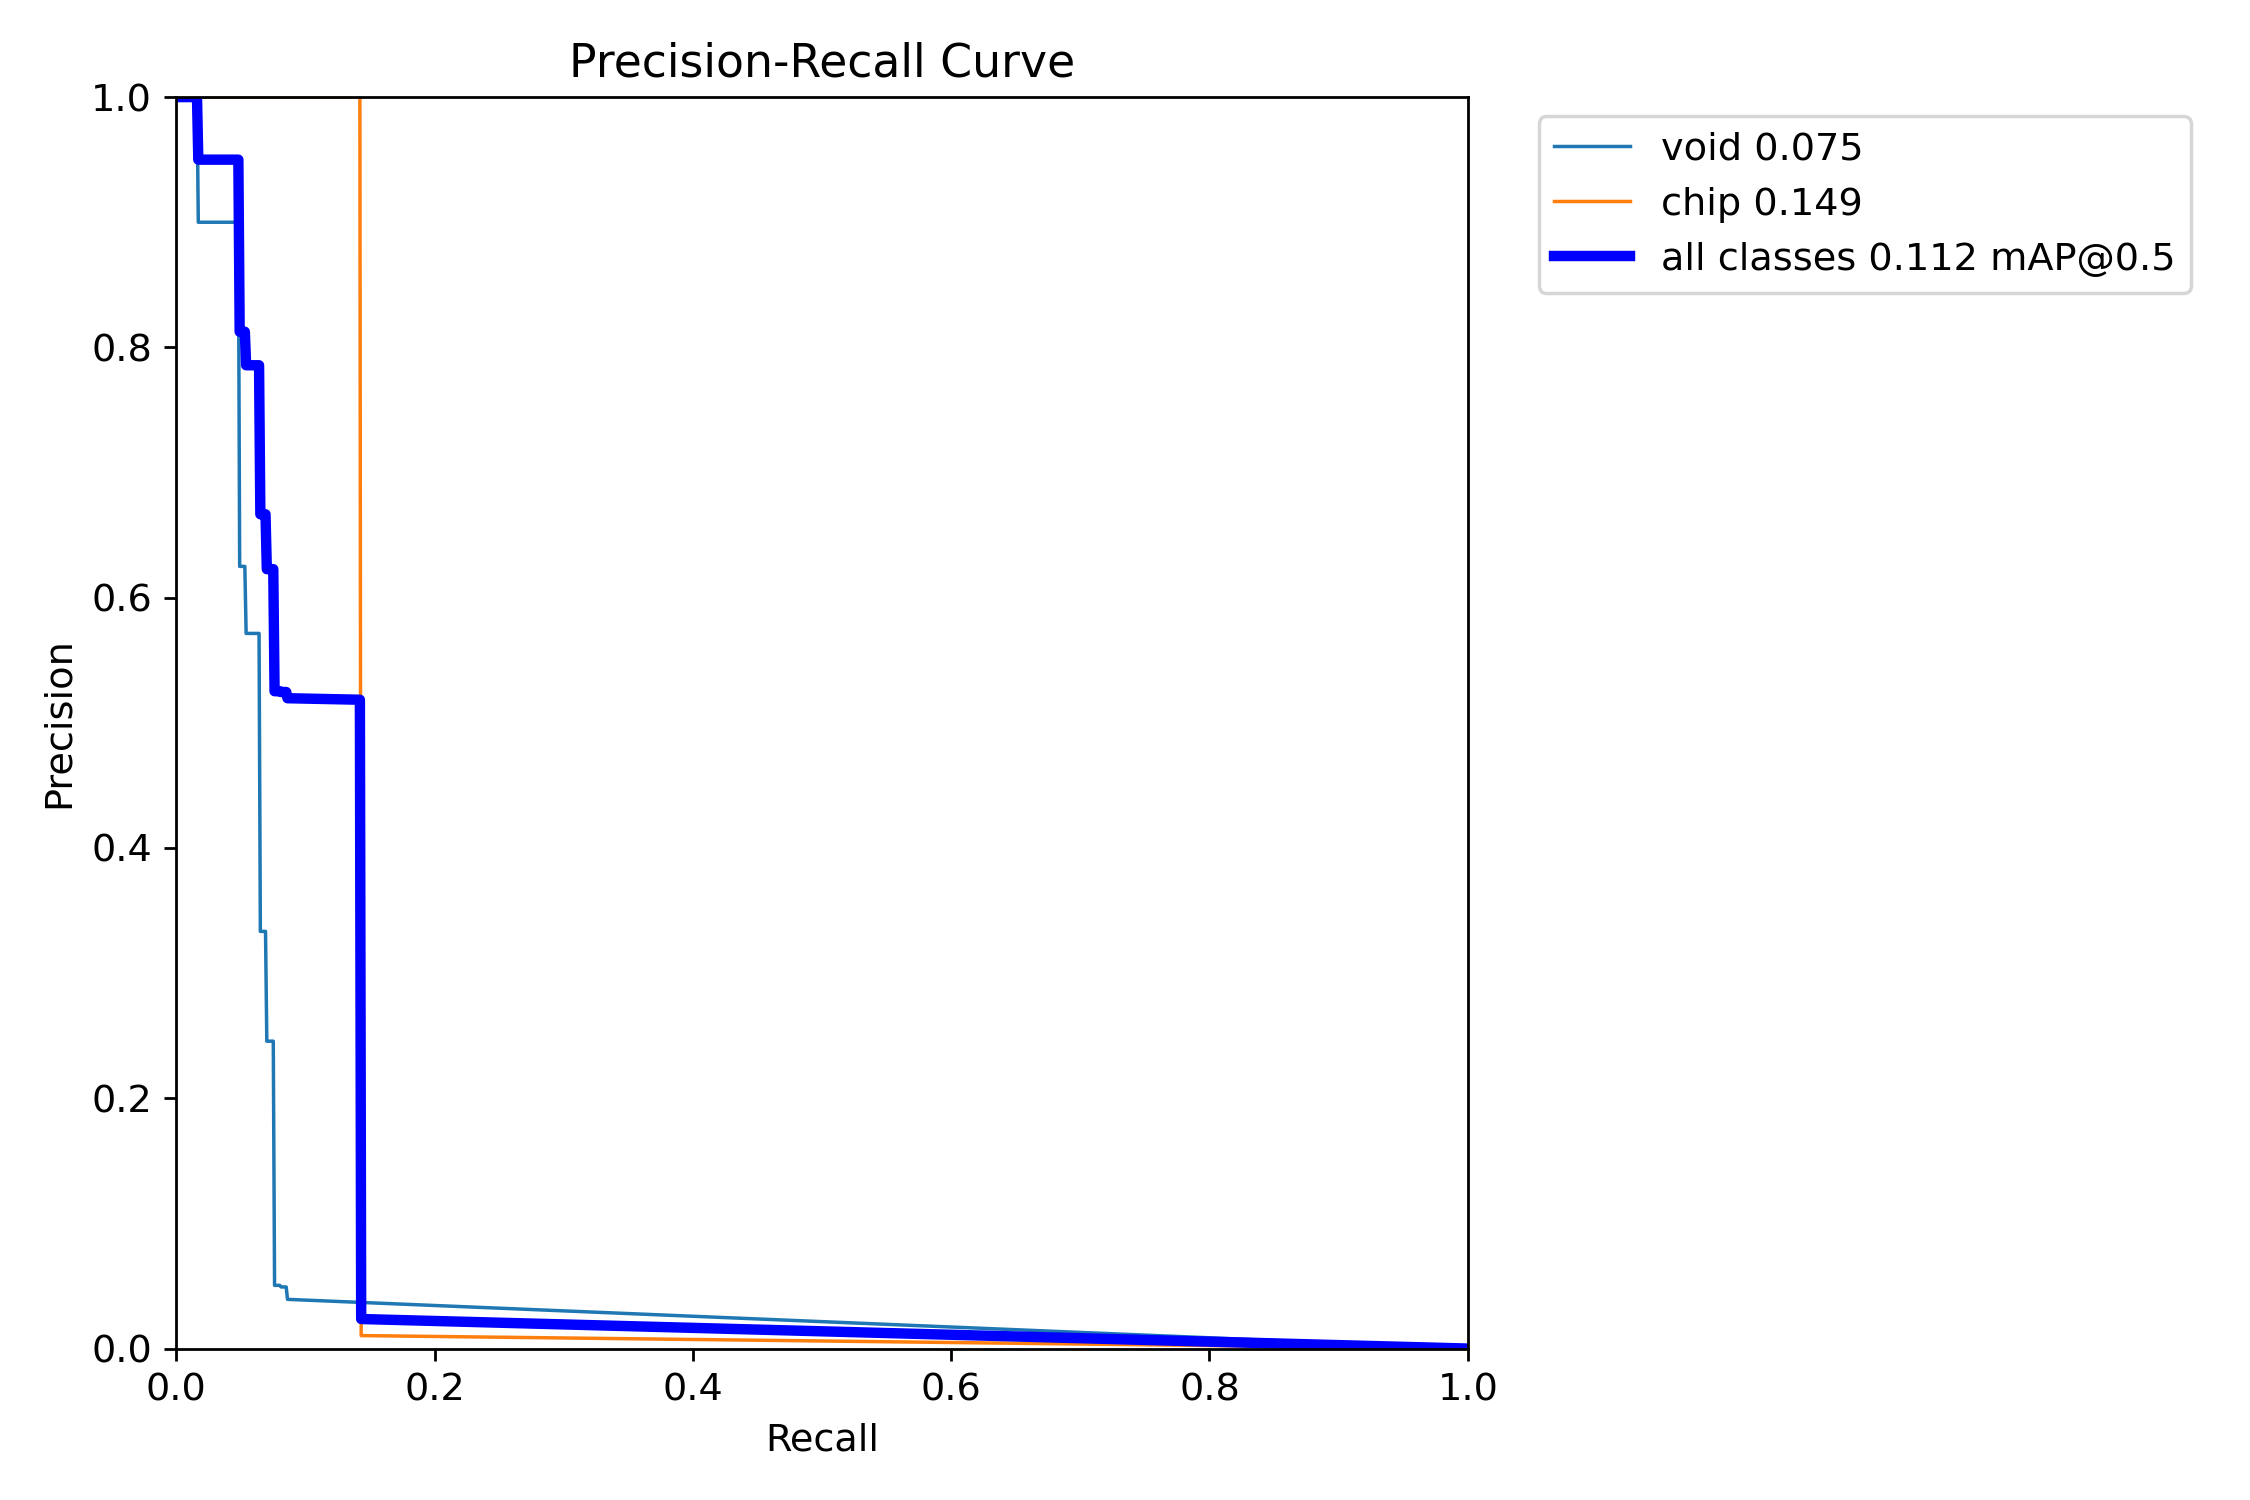 Precision-Recall Curve
void 0.075
chip 0.149
all classes 0.112 mAP@0.5
Precision
1.0
0.8
0.6
0.4
0.2
0.0
0.0 0.2 0.4 0.6 0.8 1.0
Recall